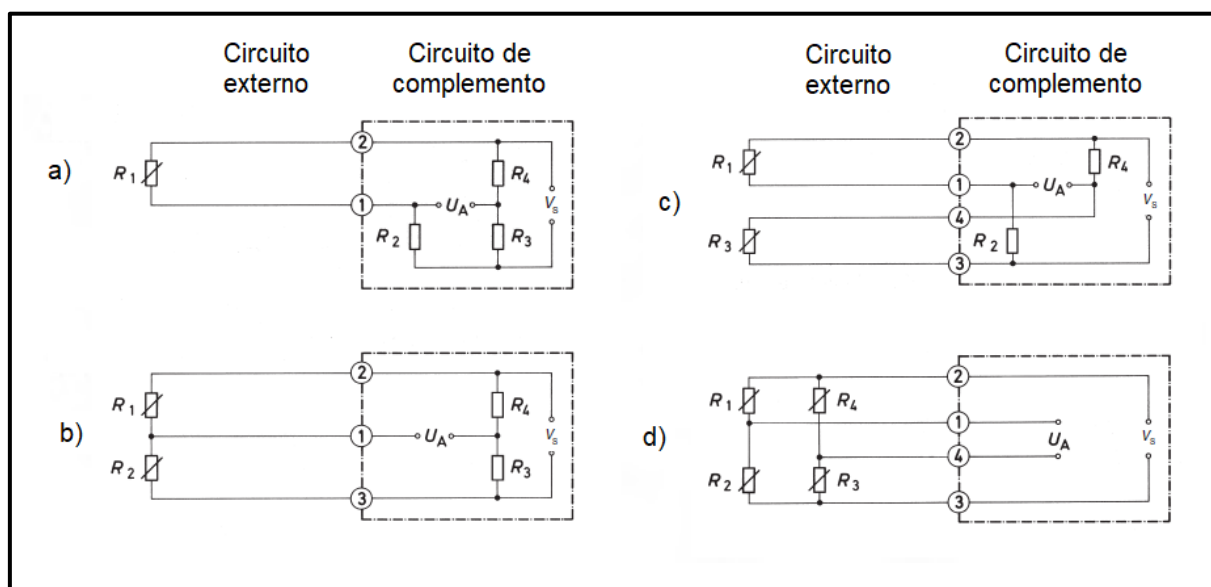 Circuito externo
Circuito de complemento
a)
2
R1
R4
1
UA
Vs
R2
R3
Circuito externo
Circuito de complemento
c)
2
R1
R4
1
UA
Vs
4
R3
R2
3
b)
2
R1
R4
1
UA
Vs
R2
R3
3
d)
2
R1
R4
1
UA
Vs
4
R2
R3
3